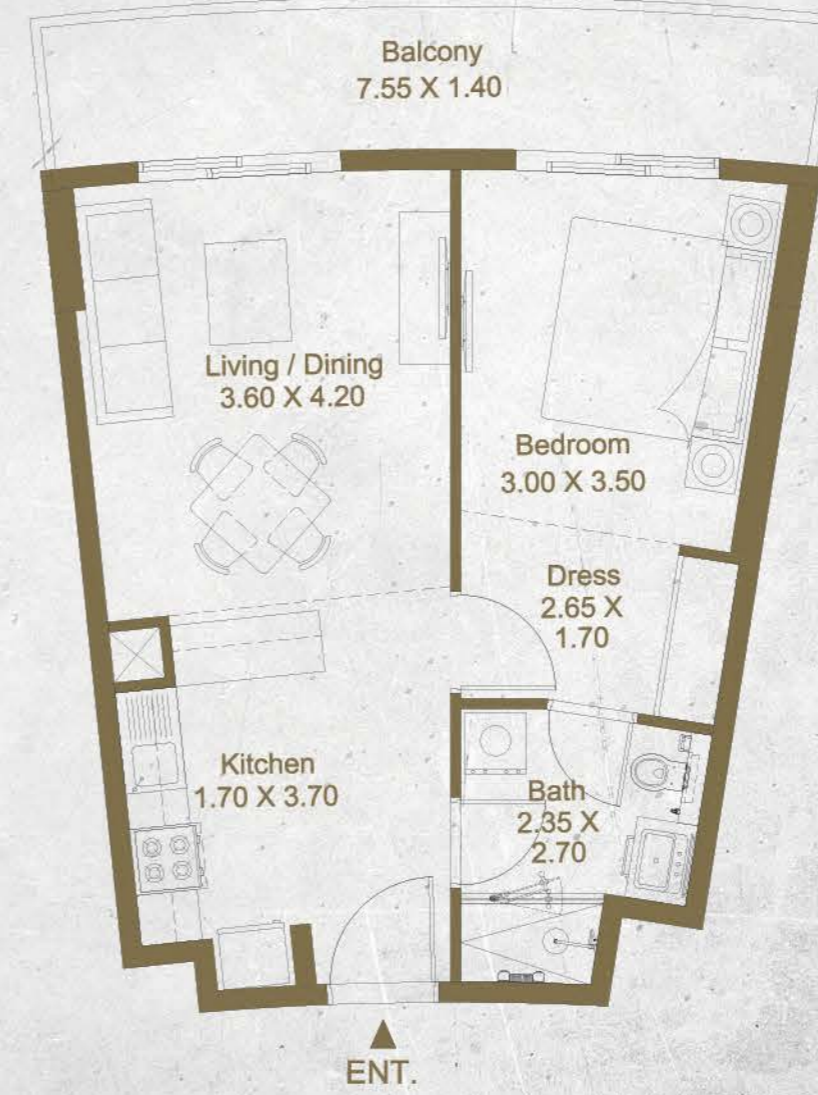 Balcony
7.55 X 1.40
Living / Dining
3.60 X 4.20
Bedroom
3.00 X 3.50
Dress
2.65 X
1.70
Kitchen
1.70 X 3.70
Bath
2.35 X
2.70
ENT.